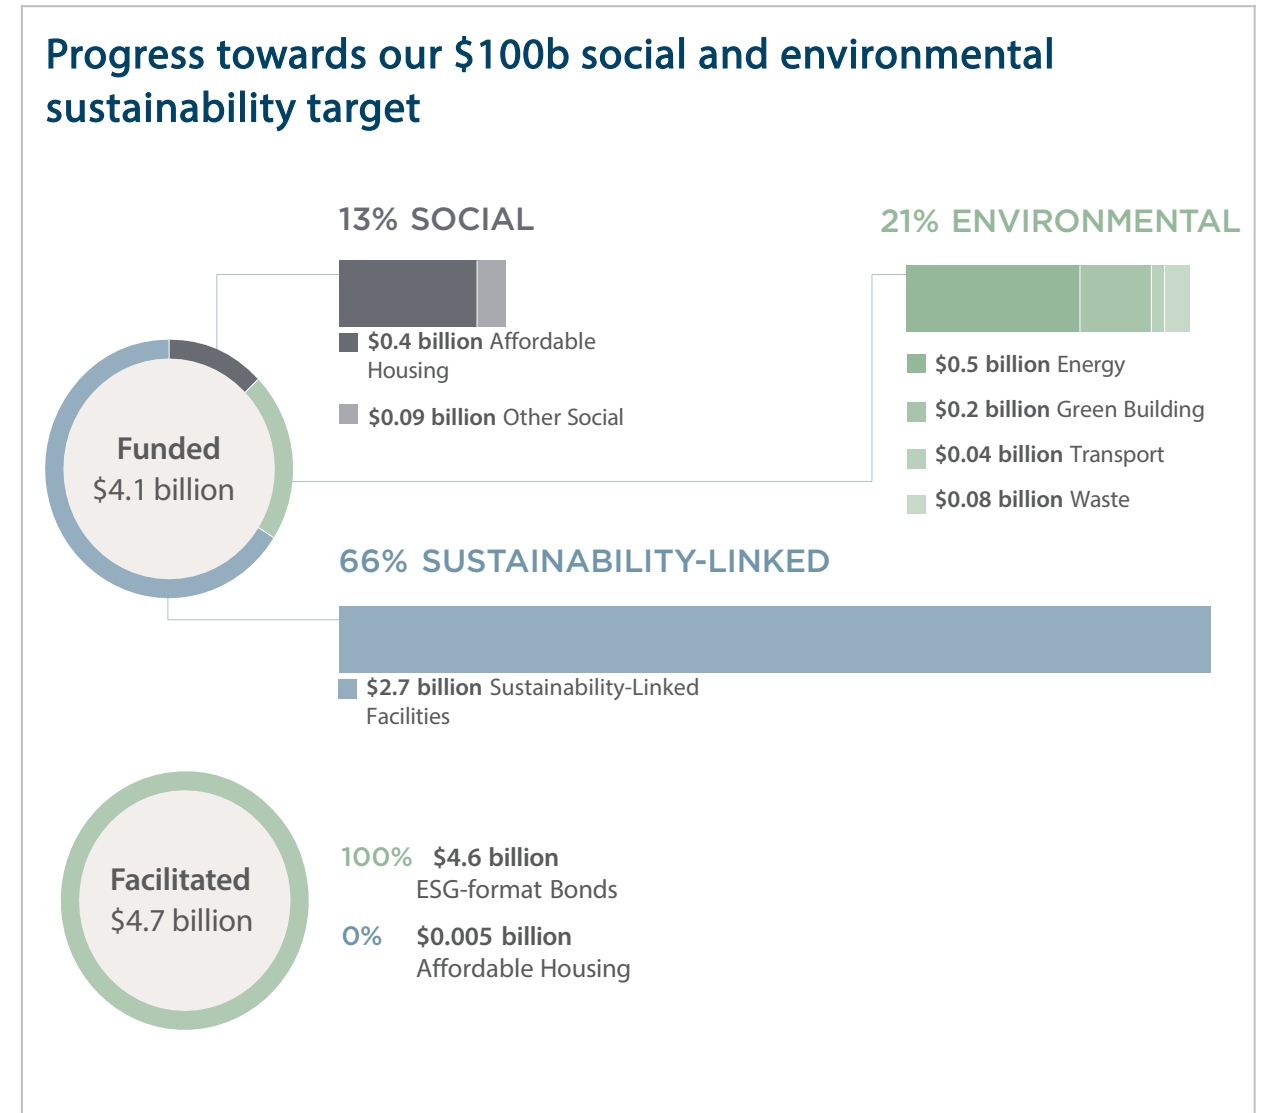 Progress towards our $100b social and environmental
sustainability target
13% SOCIAL
$0.4 billion Affordable
Housing
$0.09 billion Other Social
21% ENVIRONMENTAL
$0.5 billion Energy
$0.2 billion Green Building
$0.04 billion Transport
$0.08 billion Waste
Funded
$4.1 billion
66% SUSTAINABILITY-LINKED
$2.7 billion Sustainability-Linked
Facilities
Facilitated
$4.7 billion
100% $4.6 billion
ESG-format Bonds
0% $0.005 billion
Affordable Housing